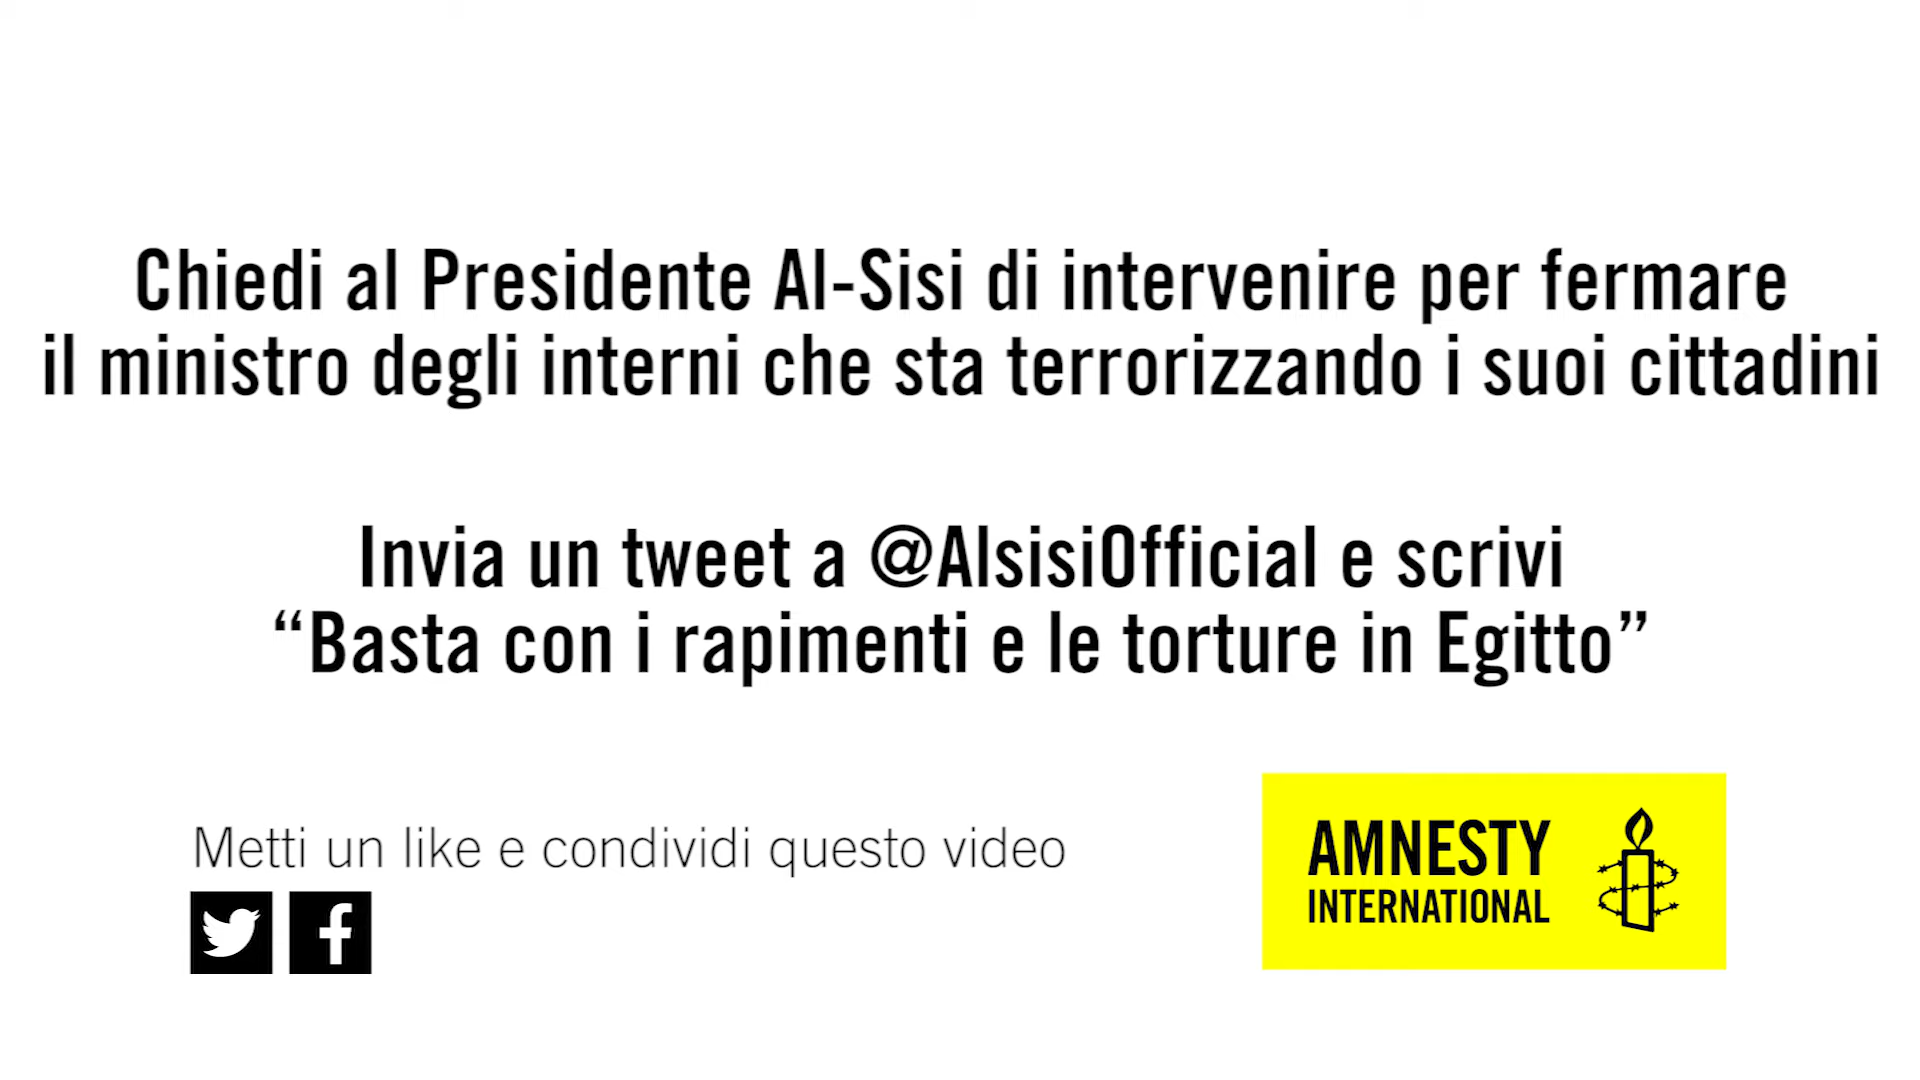 Chiedi al Presidente Al-Sisi di intervenire per fermare
il ministro degli interni che sta terrorizzando i suoi cittadini
Invia un tweet a @AlsisiOfficial e scrivi
“Basta con i rapimenti e le torture in Egitto”
Metti un like e condividi questo video
AMNESTY
INTERNATIONAL